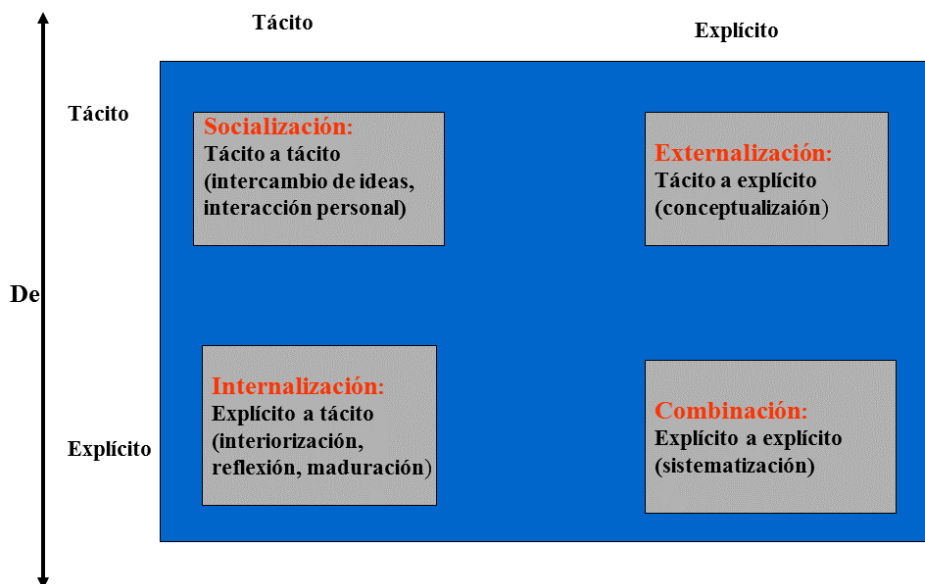 Tácito
Explícito
Tácito
Socialización:
Tácito a tácito
(intercambio de ideas,
interacción personal)
Externalización:
Tácito a explícito
(conceptualizaión)
De
Internalización:
Explícito a tácito
(interiorización,
reflexión, maduración)
Combinación:
Explícito a explícito
(sistematización)
Explícito